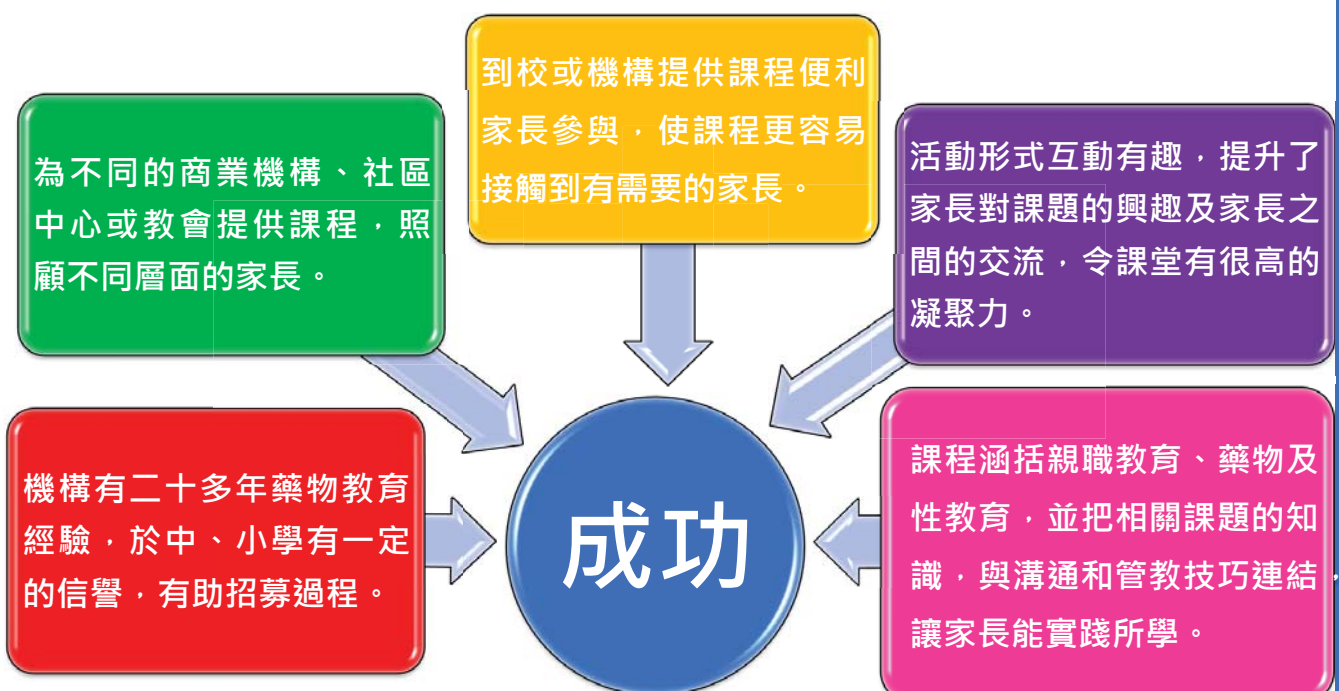 到校或機構提供課程便利
家長參與，使課程更容易
接觸到有需要的家長。
為不同的商業機構、社區
中心或教會提供課程，照
顧不同層面的家長。
活動形式互動有趣，提升了
家長對課題的興趣及家長之
間的交流，令課堂有很高的
凝聚力。
機構有二十多年藥物教育
經驗，於中、小學有一定
的信譽，有助招募過程。
成功
課程涵括親職教育、藥物及
性教育，並把相關課題的知
識，與溝通和管教技巧連結，
讓家長能實踐所學。